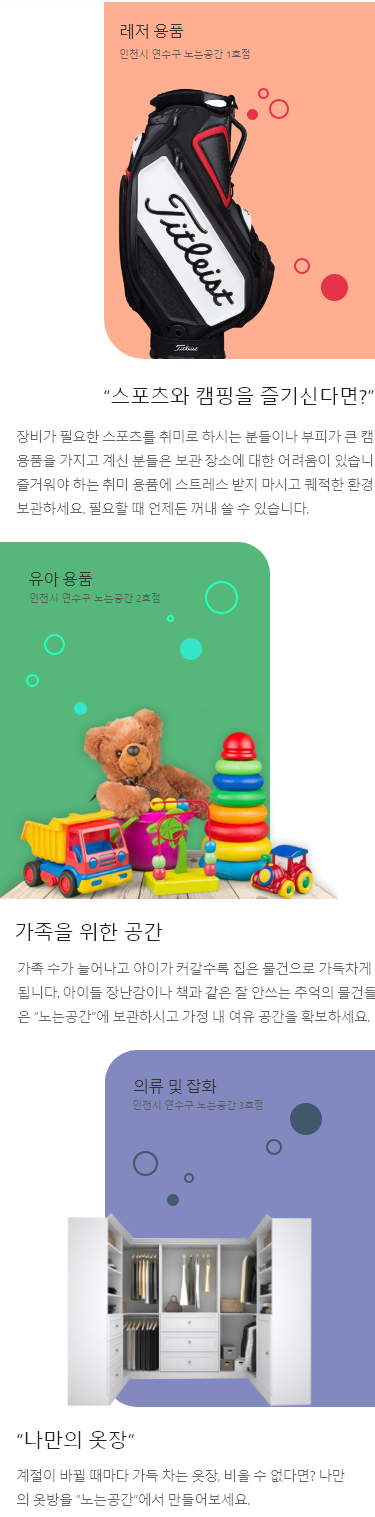 레저 용품
인천시 연수구 노는공간 1호점
Titleist
Titleist
“스포츠와 캠핑을 즐기신다면?”
장비가 필요한 스포츠를 취미로 하시는 분들이나 부피가 큰 캠
용품을 가지고 계신 분들은 보관 장소에 대한 어려움이 있습니
즐거워야 하는 취미 용품에 스트레스 받지 마시고 쾌적한 환경
보관하세요. 필요할 때 언제든 꺼내 쓸 수 있습니다.
유아 용품
인천시 연수구 노는공간 2호점
가족을 위한 공간
가족 수가 늘어나고 아이가 커갈수록 집은 물건으로 가득차게
됩니다. 아이들 장난감이나 책과 같은 잘 안쓰는 추억의 물건들
은 “노는공간”에 보관하시고 가정 내 여유 공간을 확보하세요.
의류 및 잡화
인천시 연수구 노는공간 3호점
“나만의 옷장”
계절이 바뀔 때마다 가득 차는 옷장, 비울 수 없다면? 나만
의 옷방을 “노는공간”에서 만들어보세요.